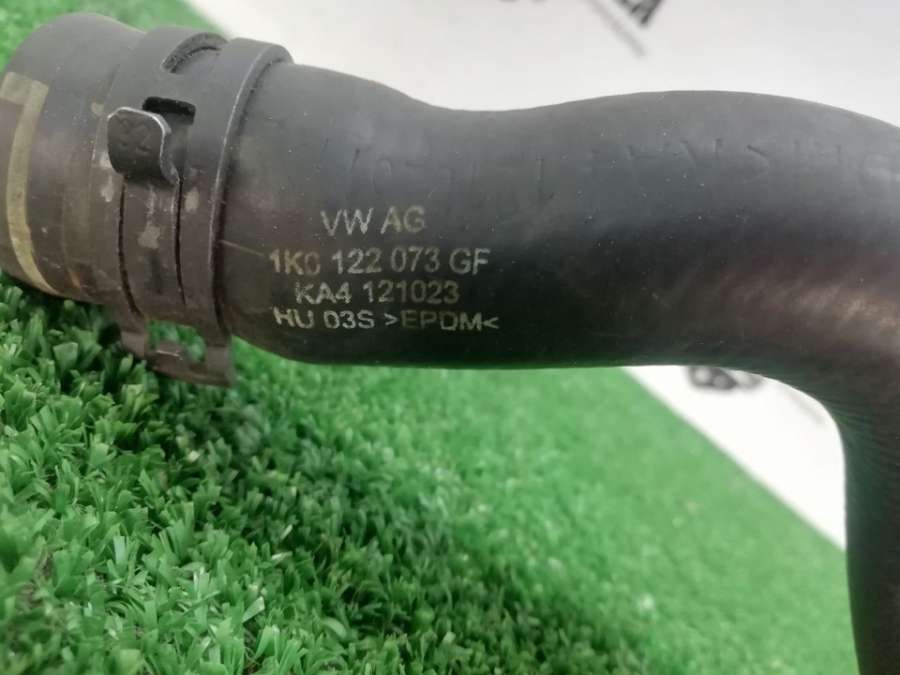 VW AG
1K0 122 073 GF
KA4 121023
HU 03S >EPDM<